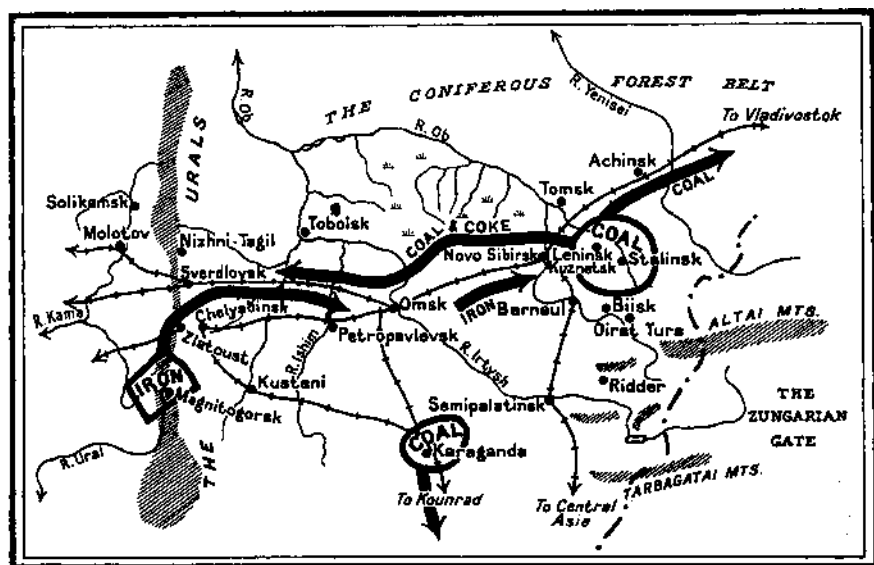 THE CONIFEROUS FOREST BELT
R. Ob
R. Yenisei
To Vladivostok
R. Ob
URALS
Achinsk
COAL
Solikamsk
Tomsk
Molotov
Nizhni-Tagil
Tobolsk
COAL & COKE
COAL
Novo Sibirsk
Leninsk
Stalinsk
Kuznetsk
Sverdlovsk
R. Kama
Chelyabinsk
Omsk
IRON
Barnaul
Biisk
ALTAI MTS.
Zlatoust
Petropavlovsk
Oirat Tura
R. Ishim
R. Irtysh
IRON
Kustani
Ridder
Magnitogorsk
Semipalatinsk
THE
ZUNGARIAN
GATE
COAL
Karaganda
R. Ural
THE
TARBAGATAI MTS.
To Kounrad
To Central
Asia